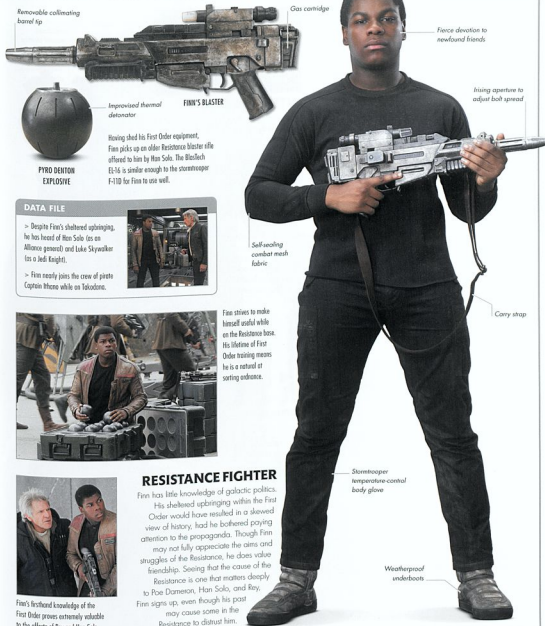 Removable collimating
barrel tip
Gas cartridge
Fierce devotion to
newfound friends
Irising aperture to
adjust bolt spread
Improvised thermal
detonator
FINN'S BLASTER
PYRO DENTON
EXPLOSIVE
Having shed his First Order equipment,
Finn picks up an older Resistance blaster rifle
offered to him by Han Solo. The BlasTech
EL-16 is similar enough to the stormtrooper
F-11D for Finn to use well.
DATA FILE
> Despite Finn's sheltered upbringing,
he has heard of Han Solo (as an
Alliance general) and Luke Skywalker
(as a Jedi Knight).
> Finn nearly joins the crew of pirate
Captain Ithano while on Takodana.
Self-sealing
combat mesh
fabric
Carry strap
Finn strives to make
himself useful while
on the Resistance base.
His lifetime of First
Order training means
he is a natural at
sorting ordnance.
RESISTANCE FIGHTER
Finn has little knowledge of galactic politics.
His sheltered upbringing within the First
Order would have resulted in a skewed
view of history, had he bothered paying
attention to the propaganda. Though Finn
may not fully appreciate the aims and
struggles of the Resistance, he does value
friendship. Seeing that the cause of the
Resistance is one that matters deeply
to Poe Dameron, Han Solo, and Rey,
Finn signs up, even though his past
may cause some in the
Resistance to distrust him.
Stormtrooper
temperature-control
body glove
Weatherproof
underboots
Finn's firsthand knowledge of the
First Order proves extremely valuable